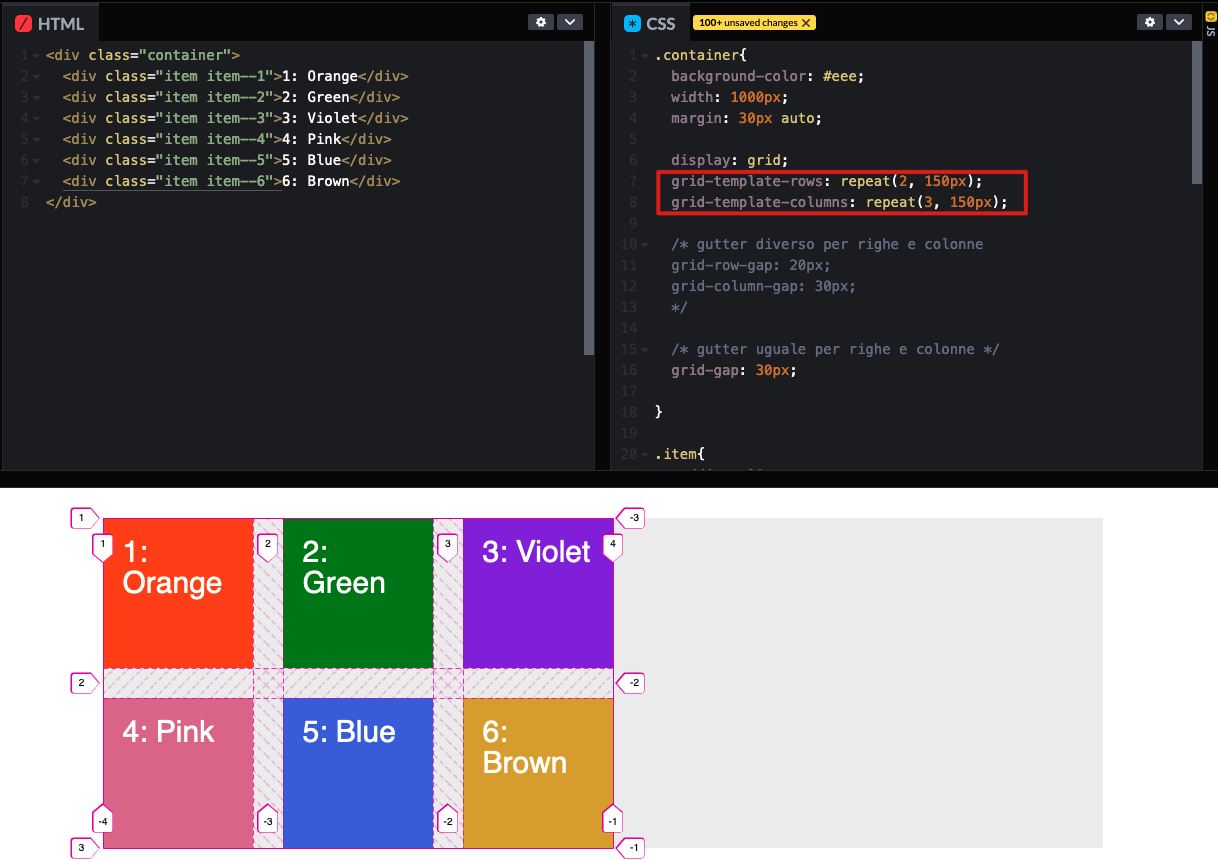 HTML
1 <div class="container">
2 <div class="item item--1">1: Orange</div>
3 <div class="item item--2">2: Green</div>
4 <div class="item item--3">3: Violet</div>
5 <div class="item item--4">4: Pink</div>
6 <div class="item item--5">5: Blue</div>
7 <div class="item item--6">6: Brown</div>
8 </div>
* CSS
100+ unsaved changes X
JS
1 .container{
2 background-color: #eee;
3 width: 1000px;
4 margin: 30px auto;
5
6 display: grid;
7 grid-template-rows: repeat(2, 150px);
8 grid-template-columns: repeat(3, 150px);
9
10 /* gutter diverso per righe e colonne
11 grid-row-gap: 20px;
12 grid-column-gap: 30px;
13 */
14
15 /* gutter uguale per righe e colonne */
16 grid-gap: 30px;
17
18 }
19
20 .item{
1 -3
1 2 3 4
1: Orange
2: Green
3: Violet
2 -2
4: Pink
5: Blue
6: Brown
-4 -3 -2 -1
3 -1